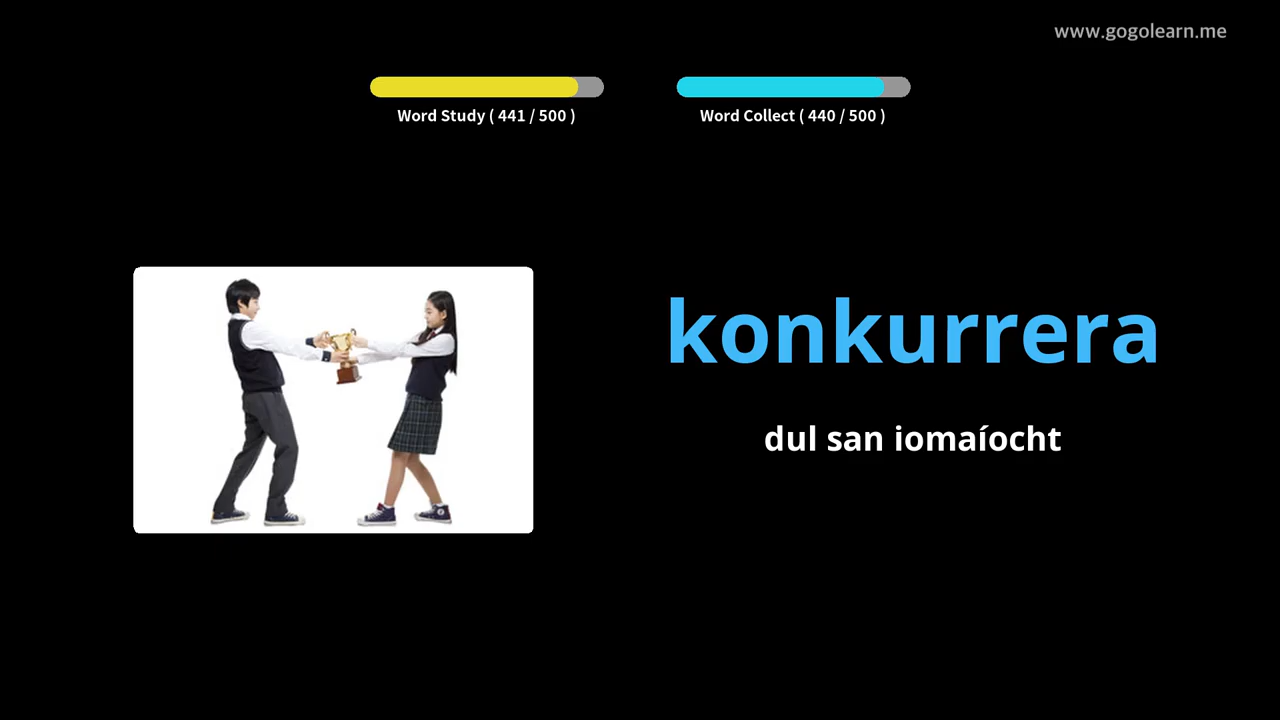 www.gogolearn.me
Word Study ( 441 / 500 )
Word Collect ( 440 / 500 )
konkurrera
dul san iomaíocht